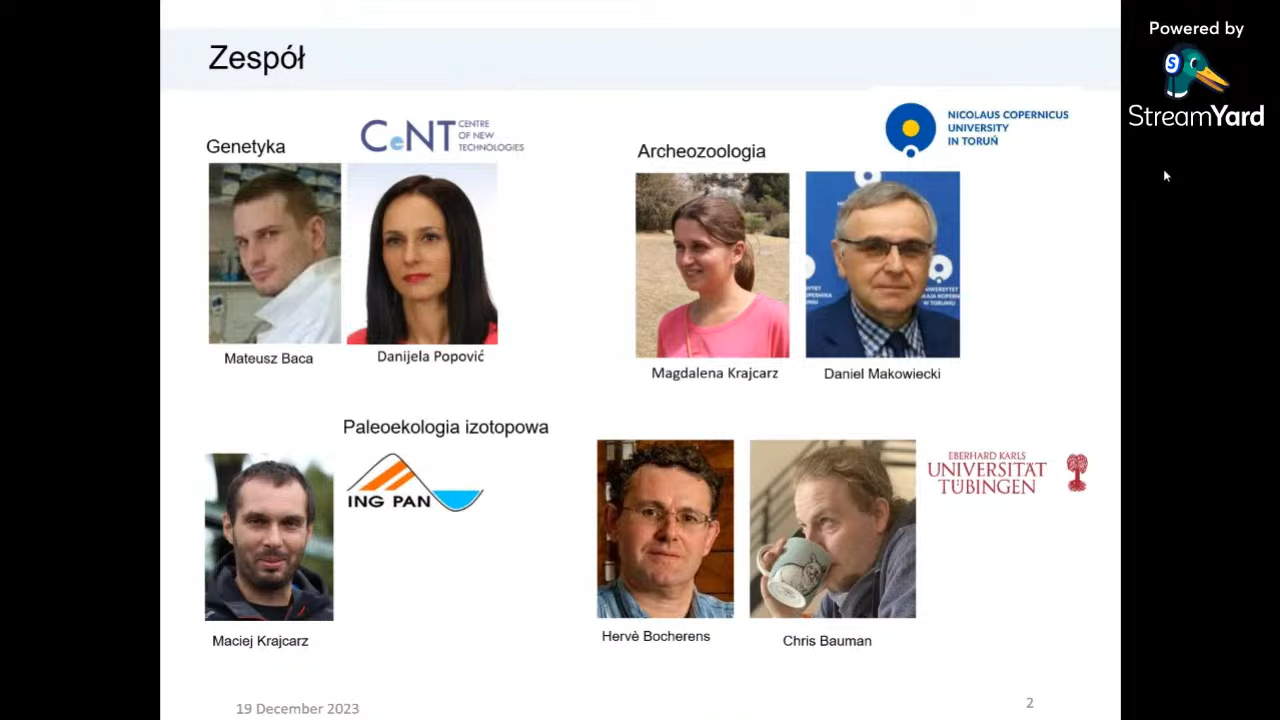 Zespół
Powered by
StreamYard
Genetyka
CeNT CENTRE
OF NEW
TECHNOLOGIES
Mateusz Baca
Danijela Popović
Archeozoologia
NICOLAUS COPERNICUS
UNIVERSITY
IN TORUŃ
Magdalena Krajcarz
Daniel Makowiecki
Paleoekologia izotopowa
ING PAN
Maciej Krajcarz
Hervè Bocherens
Chris Bauman
EBERHARD KARLS
UNIVERSITÄT
TÜBINGEN
19 December 2023
2